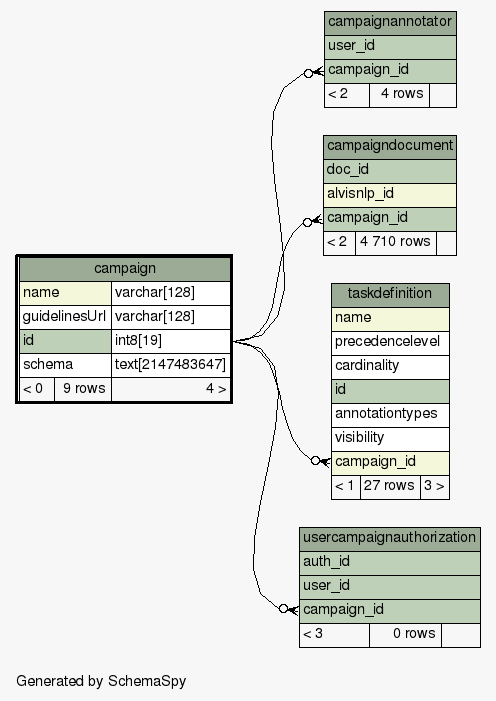 campaignannotator
user_id
campaign_id
< 2 4 rows
campaigndocument
doc_id
alvisnlp_id
campaign_id
< 2 4 710 rows
campaign
name varchar[128]
guidelinesUrl varchar[128]
id int8[19]
schema text[2147483647]
< 0 9 rows 4 >
taskdefinition
name
precedencelevel
cardinality
id
annotationtypes
visibility
campaign_id
< 1 27 rows 3 >
usercampaignauthorization
auth_id
user_id
campaign_id
< 3 0 rows
Generated by SchemaSpy